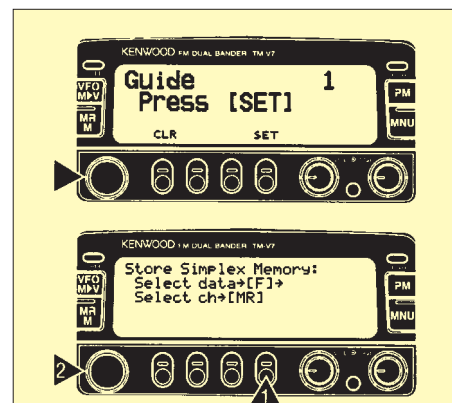 KENWOOD FM DUAL BANDER TM-V7
VFO
M▶V
MR
M
Guide 1
Press [SET]
CLR SET
PM
MNU
KENWOOD FM DUAL BANDER TM-V7
VFO
M▶V
MR
M
Store Simplex Memory:
Select data→[F]→
Select ch→[MR]
PM
MNU
2
1